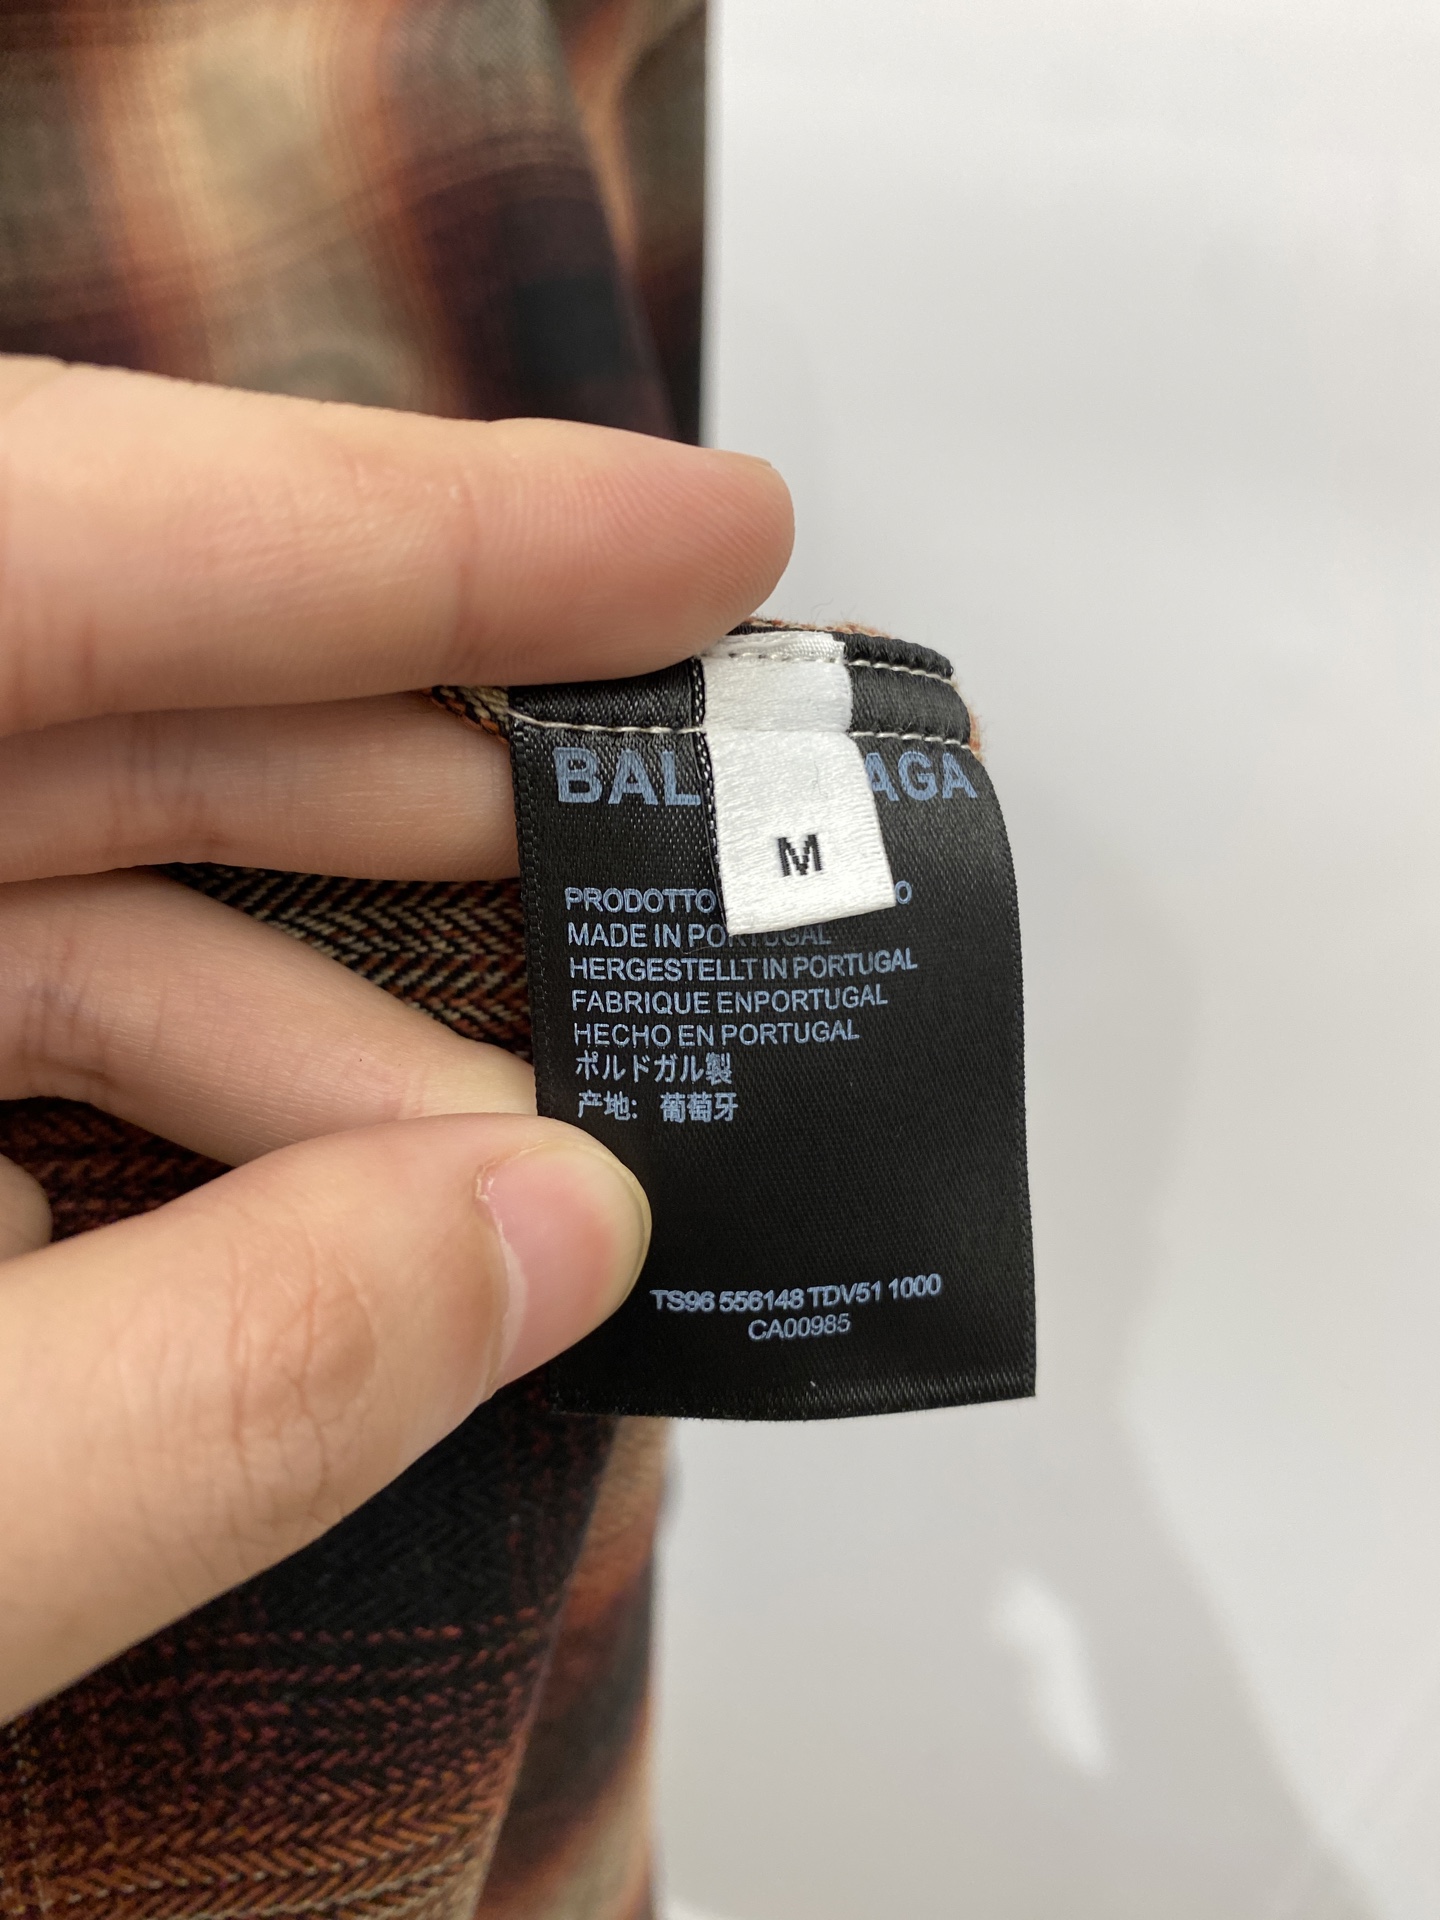 BAL AGA
M
PRODOTTO O
MADE IN PORTUGAL
HERGESTELLT IN PORTUGAL
FABRIQUE ENPORTUGAL
HECHO EN PORTUGAL
ポルドガル製
产地: 葡萄牙
TS96 556148 TDV51 1000
CA00985